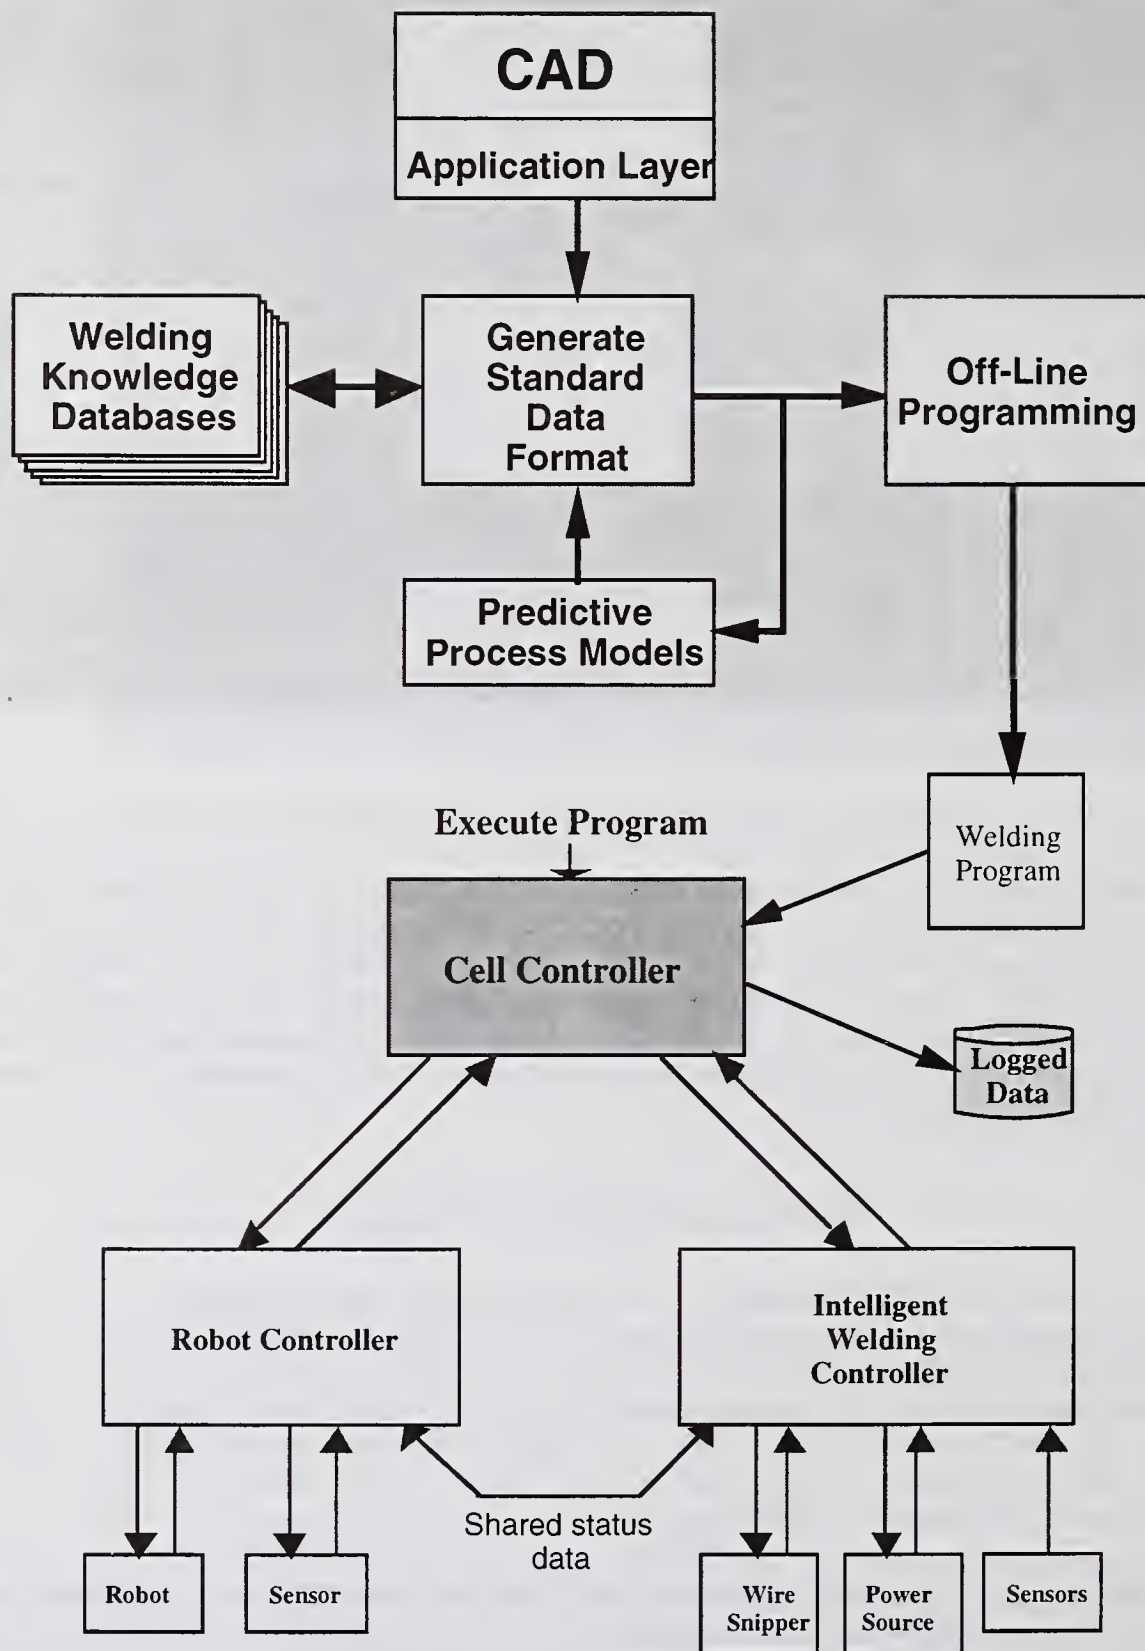 CAD
Application Layer
Welding
Knowledge
Databases
Generate
Standard
Data
Format
Off-Line
Programming
Predictive
Process Models
Execute Program
Welding
Program
Cell Controller
Logged
Data
Robot Controller
Intelligent
Welding
Controller
Shared status
data
Robot
Sensor
Wire
Snipper
Power
Source
Sensors